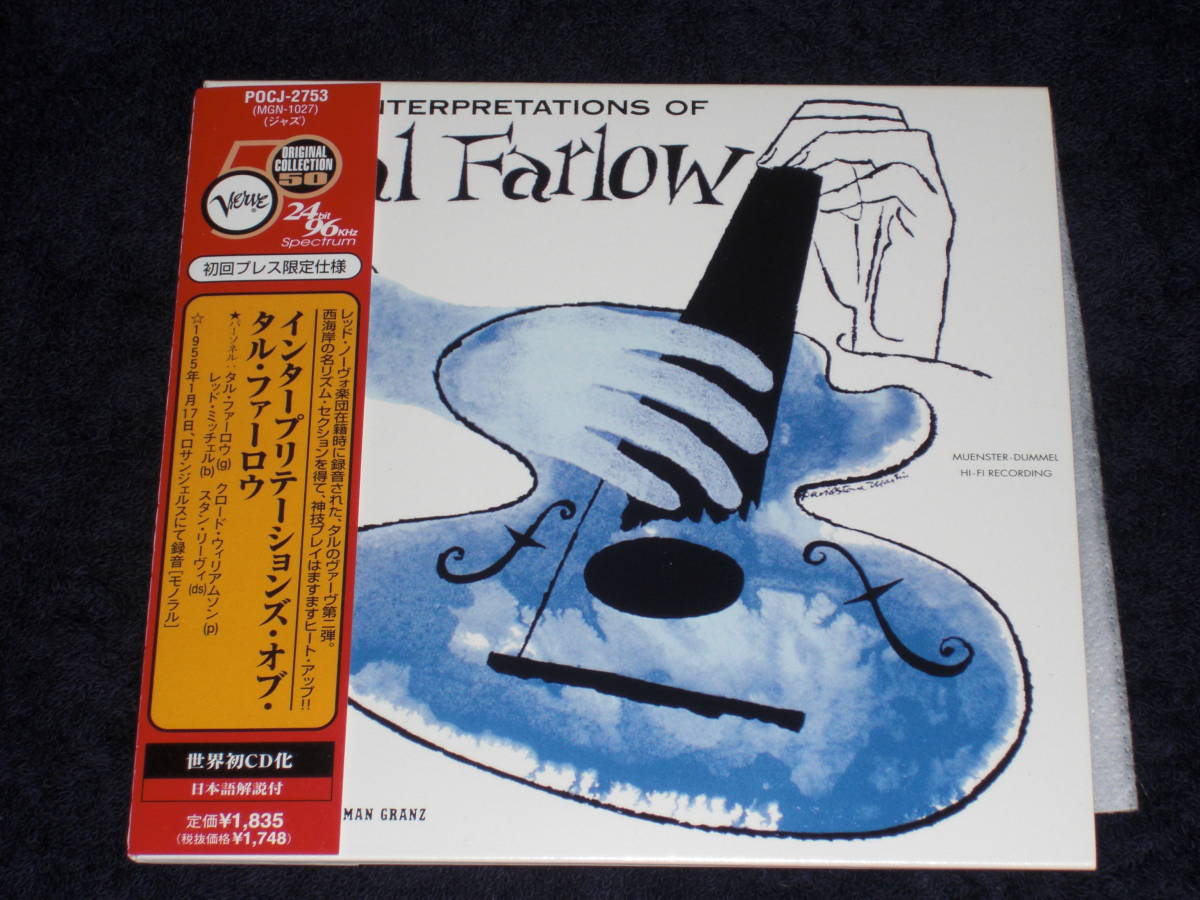 POCJ-2753
(MGN-1027)
(ジャズ)
50
ORIGINAL
COLLECTION
50
Verve®
24bit
96KHz
Spectrum
初回プレス限定仕様
レッド・ノーヴォ楽団在籍時に録音された、タルのヴァーヴ第二弾。
西海岸の名リズム・セクションを得て、神技プレイはますますヒート・アップ!!
インタープリテーションズ・オブ・
タル・ファーロウ
★パーソネル:タル・ファーロウ(g) クロード・ウィリアムソン(p)
レッド・ミッチェル(b) スタン・リーヴィ(ds)
☆1955年1月17日、ロサンジェルスにて録音[モノラル]
世界初CD化
日本語解説付
定価¥1,835
(税抜価格¥1,748)
NTERPRETATIONS OF
al Farlow
MUENSTER-DUMMEL
HI-FI RECORDING
MAN GRANZ